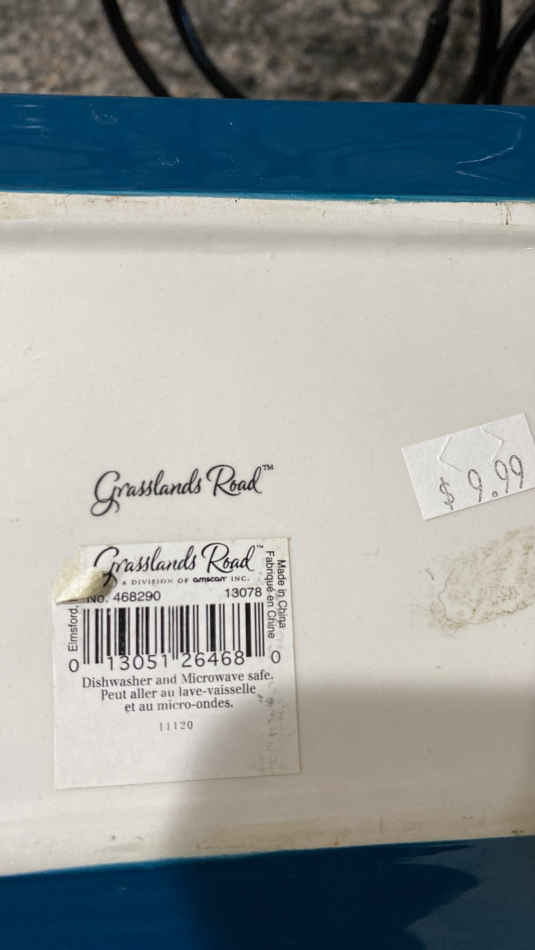 Grasslands Road™
$ 9.99
Grasslands Road™
A DIVISION OF amscan INC.
No. 468290 13078
Elmsford,
Made in China
Fabriqué en Chine
0 13051 26468 0
Dishwasher and Microwave safe.
Peut aller au lave-vaisselle
et au micro-ondes.
11120